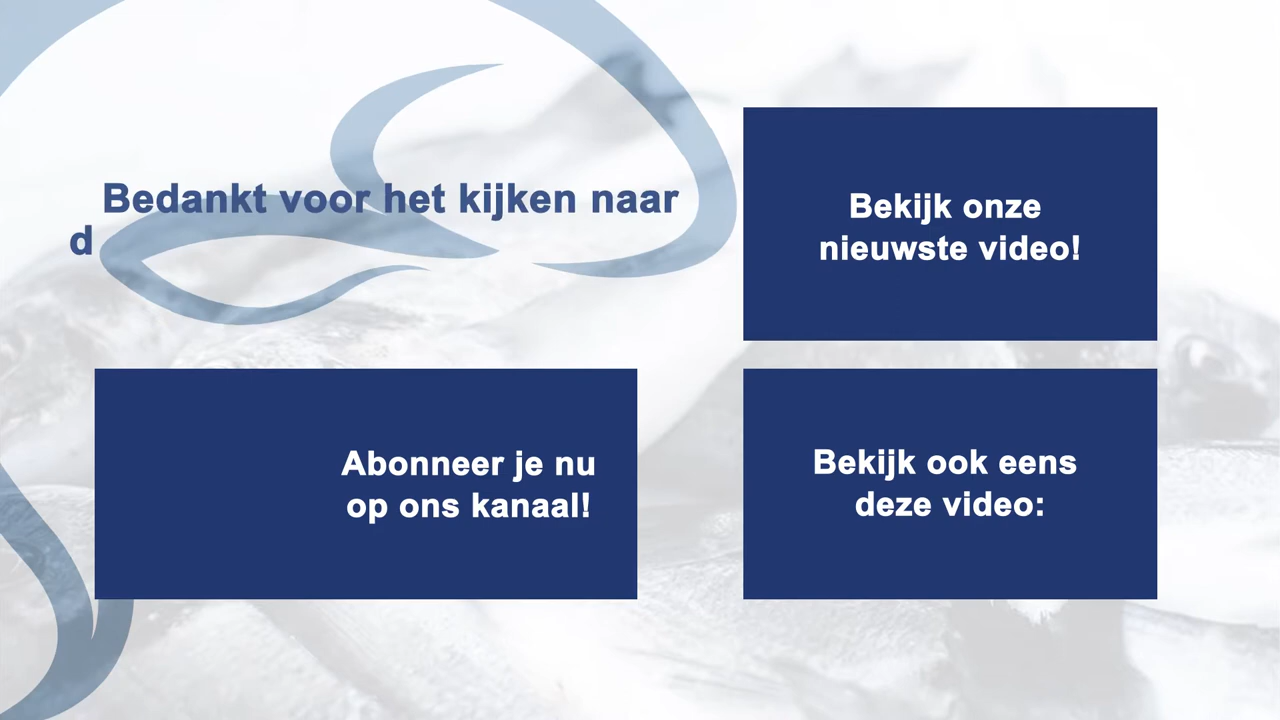 Bedankt voor het kijken naar
d
Bekijk onze
nieuwste video!
Abonneer je nu
op ons kanaal!
Bekijk ook eens
deze video: